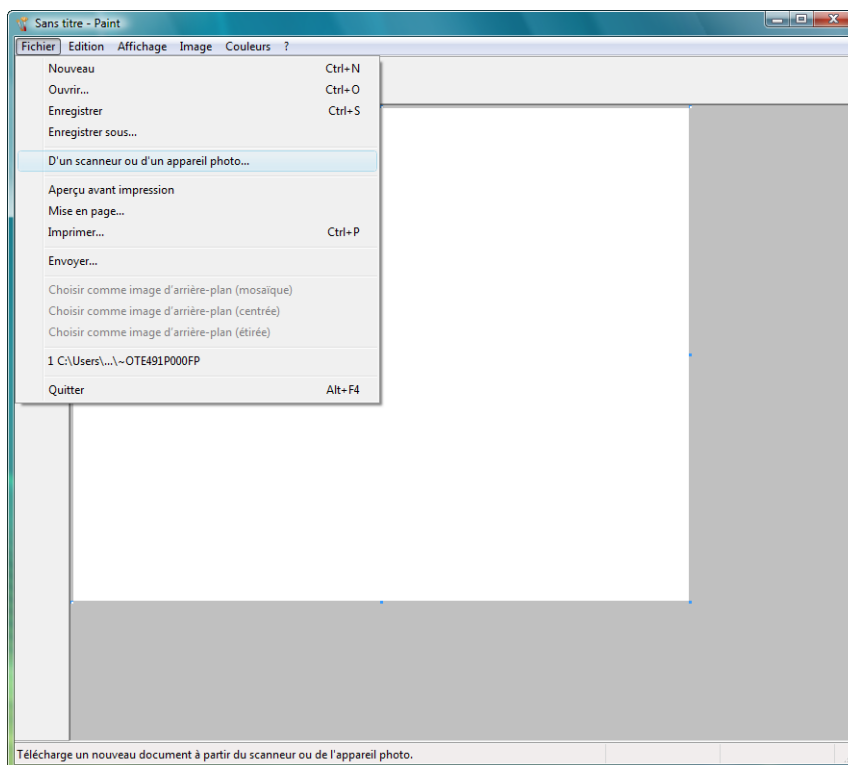 Sans titre - Paint
Fichier Edition Affichage Image Couleurs ?
Nouveau Ctrl+N
Ouvrir... Ctrl+O
Enregistrer Ctrl+S
Enregistrer sous...
D'un scanneur ou d'un appareil photo...
Aperçu avant impression
Mise en page...
Imprimer... Ctrl+P
Envoyer...
Choisir comme image d'arrière-plan (mosaïque)
Choisir comme image d'arrière-plan (centrée)
Choisir comme image d'arrière-plan (étirée)
1 C:\Users\...\~OTE491P000FP
Quitter Alt+F4
Télécharge un nouveau document à partir du scanneur ou de l'appareil photo.